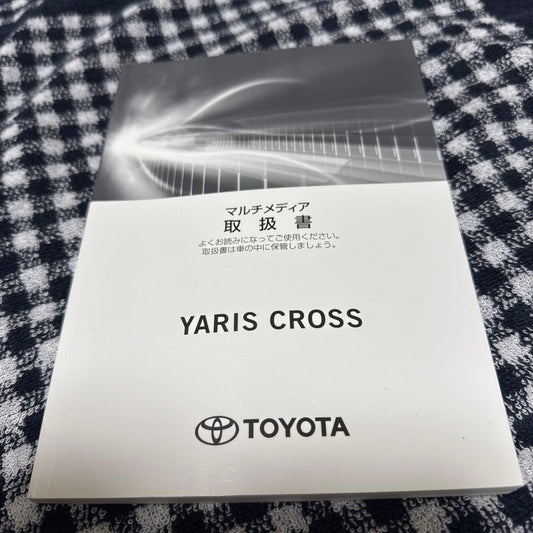 マルチメディア
取扱書
よくお読みになってご使用ください。
取扱書は車の中に保管しましょう。
YARIS CROSS
TOYOTA